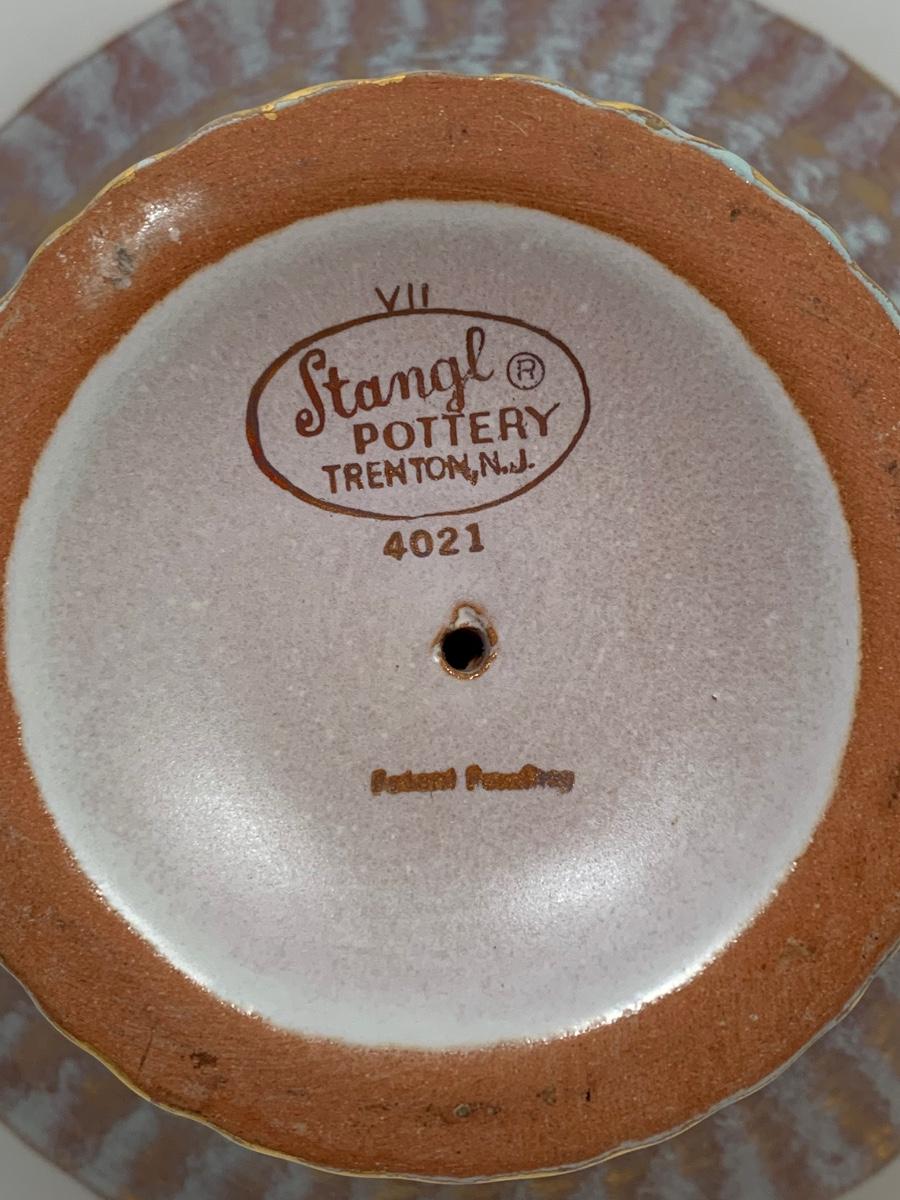 VII
Stangl ®
POTTERY
TRENTON, N.J.
4021